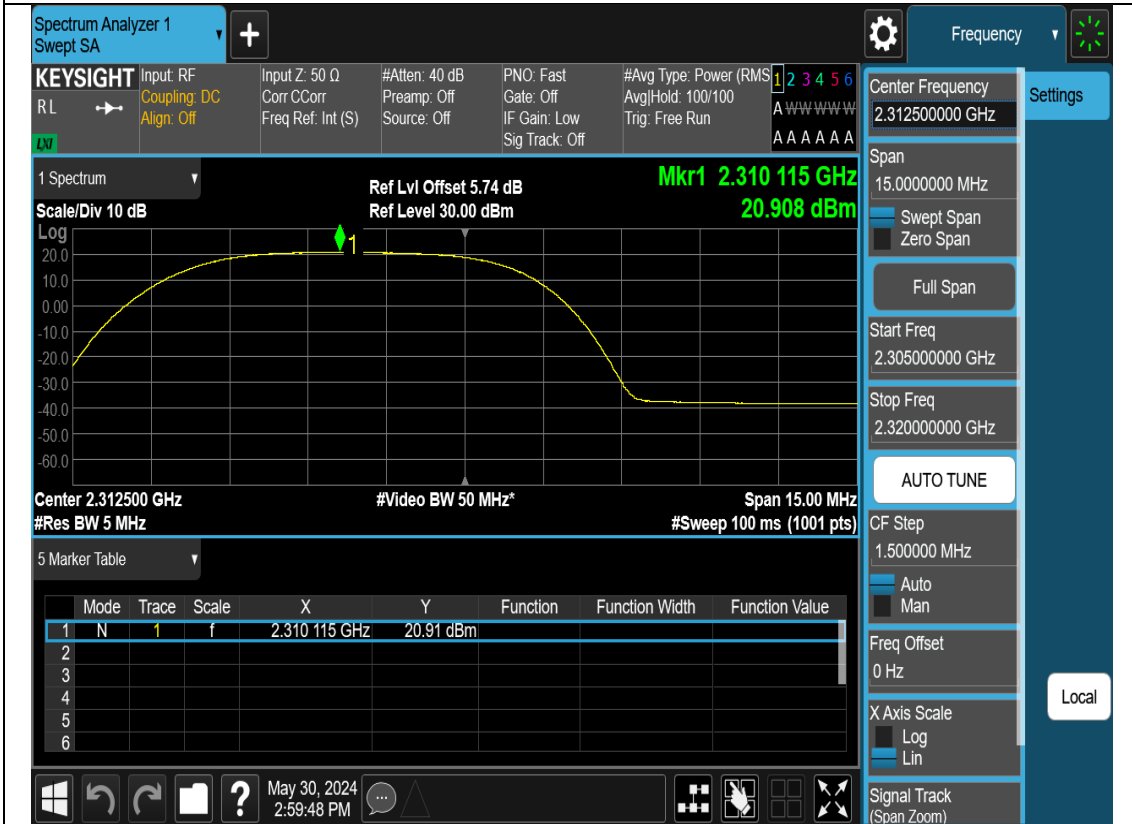 Spectrum Analyzer 1
Swept SA
+
Frequency
KEYSIGHT
RL
LXI
Input: RF
Coupling: DC
Align: Off
Input Z: 50 Ω
Corr CCorr
Freq Ref: Int (S)
#Atten: 40 dB
Preamp: Off
Source: Off
PNO: Fast
Gate: Off
IF Gain: Low
Sig Track: Off
#Avg Type: Power (RMS
Avg|Hold: 100/100
Trig: Free Run
1 2 3 4 5 6
A W W W W W
A A A A A A
1 Spectrum
Scale/Div 10 dB
Ref Lvl Offset 5.74 dB
Ref Level 30.00 dBm
Mkr1 2.310 115 GHz
20.908 dBm
Log
1
20.0
10.0
0.00
-10.0
-20.0
-30.0
-40.0
-50.0
-60.0
Center 2.312500 GHz
#Video BW 50 MHz*
Span 15.00 MHz
#Res BW 5 MHz
#Sweep 100 ms (1001 pts)
5 Marker Table
Mode Trace Scale X Y Function Function Width Function Value
1 N 1 f 2.310 115 GHz 20.91 dBm
2
3
4
5
6
May 30, 2024
2:59:48 PM
?
Center Frequency
2.312500000 GHz
Settings
Span
15.0000000 MHz
Swept Span
Zero Span
Full Span
Start Freq
2.305000000 GHz
Stop Freq
2.320000000 GHz
AUTO TUNE
CF Step
1.500000 MHz
Auto
Man
Freq Offset
0 Hz
Local
X Axis Scale
Log
Lin
Signal Track
(Span Zoom)